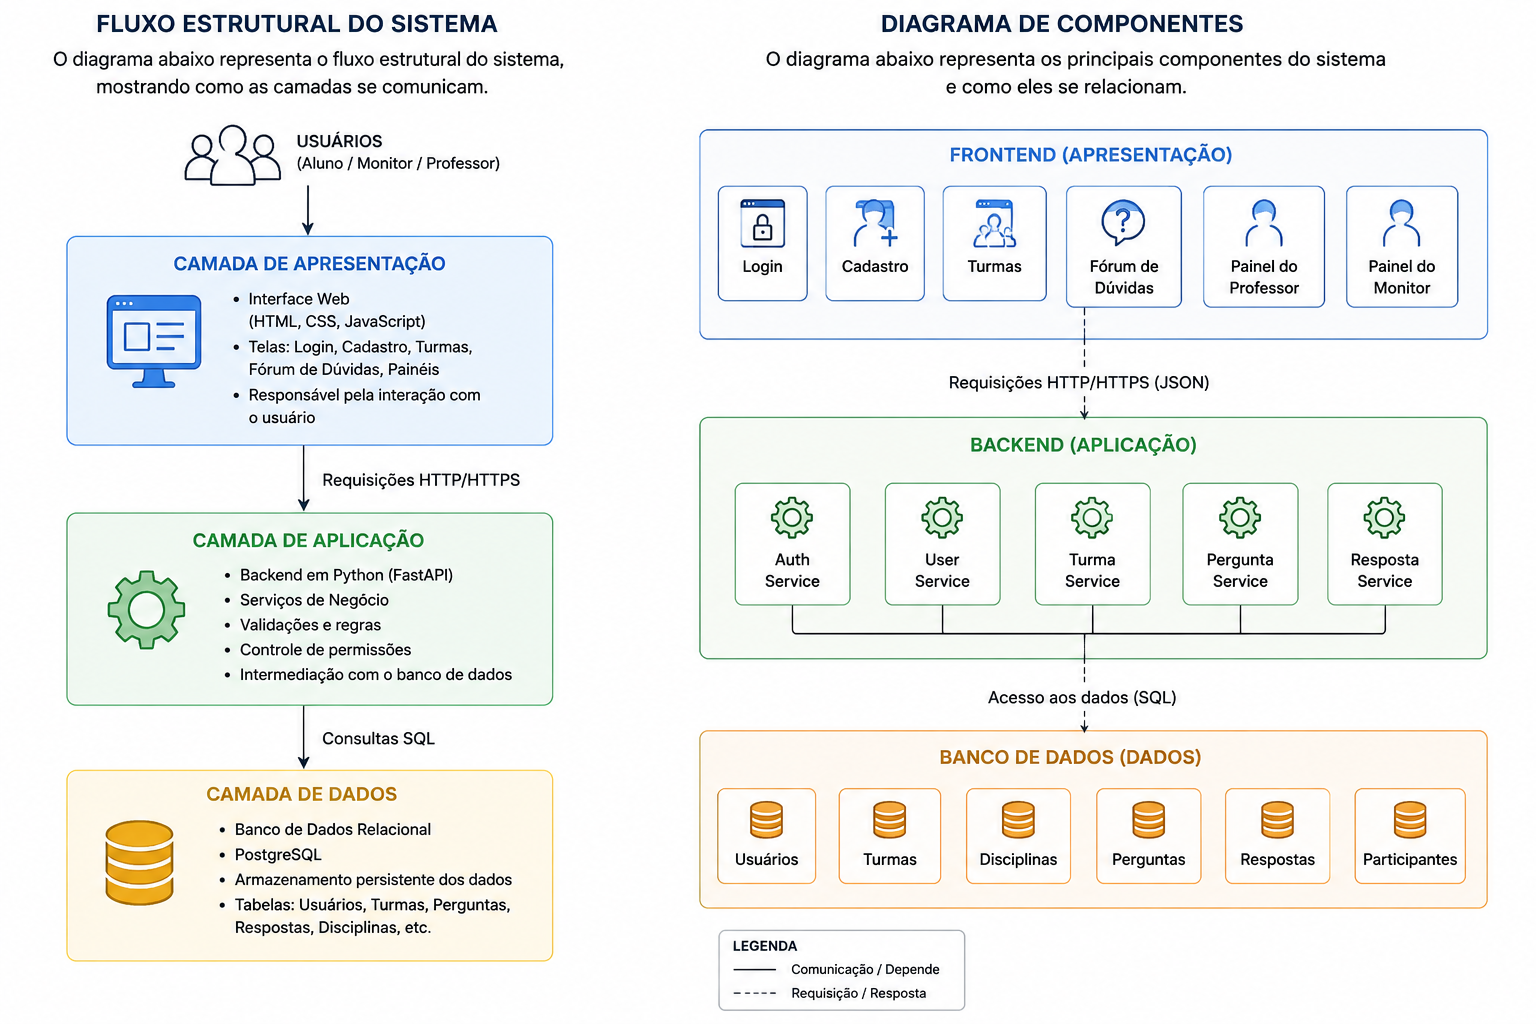 FLUXO ESTRUTURAL DO SISTEMA
O diagrama abaixo representa o fluxo estrutural do sistema,
mostrando como as camadas se comunicam.
USUÁRIOS
(Aluno / Monitor / Professor)
CAMADA DE APRESENTAÇÃO
• Interface Web
(HTML, CSS, JavaScript)
• Telas: Login, Cadastro, Turmas,
Fórum de Dúvidas, Painéis
• Responsável pela interação com
o usuário
Requisições HTTP/HTTPS
CAMADA DE APLICAÇÃO
• Backend em Python (FastAPI)
• Serviços de Negócio
• Validações e regras
• Controle de permissões
• Intermediação com o banco de dados
Consultas SQL
CAMADA DE DADOS
• Banco de Dados Relacional
• PostgreSQL
• Armazenamento persistente dos dados
• Tabelas: Usuários, Turmas, Perguntas,
Respostas, Disciplinas, etc.
DIAGRAMA DE COMPONENTES
O diagrama abaixo representa os principais componentes do sistema
e como eles se relacionam.
FRONTEND (APRESENTAÇÃO)
Login
Cadastro
Turmas
?
Fórum de
Dúvidas
Painel do
Professor
Painel do
Monitor
Requisições HTTP/HTTPS (JSON)
BACKEND (APLICAÇÃO)
Auth
Service
User
Service
Turma
Service
Pergunta
Service
Resposta
Service
Acesso aos dados (SQL)
BANCO DE DADOS (DADOS)
Usuários
Turmas
Disciplinas
Perguntas
Respostas
Participantes
LEGENDA
Comunicação / Depende
Requisição / Resposta